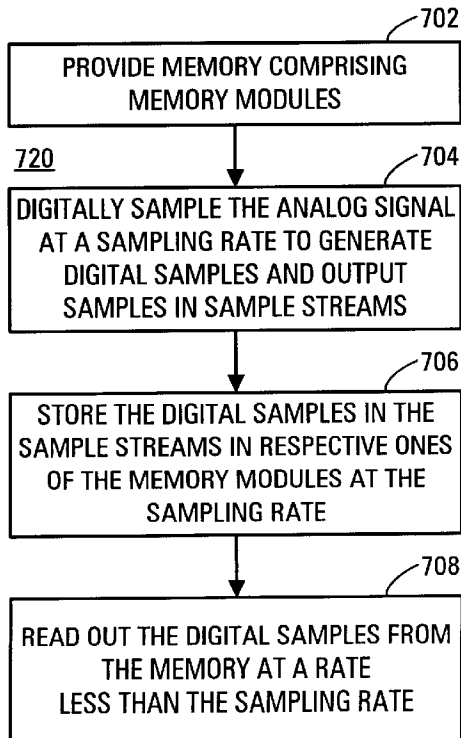 702
PROVIDE MEMORY COMPRISING
MEMORY MODULES
720
704
DIGITALLY SAMPLE THE ANALOG SIGNAL
AT A SAMPLING RATE TO GENERATE
DIGITAL SAMPLES AND OUTPUT
SAMPLES IN SAMPLE STREAMS
706
STORE THE DIGITAL SAMPLES IN THE
SAMPLE STREAMS IN RESPECTIVE ONES
OF THE MEMORY MODULES AT THE
SAMPLING RATE
708
READ OUT THE DIGITAL SAMPLES FROM
THE MEMORY AT A RATE
LESS THAN THE SAMPLING RATE